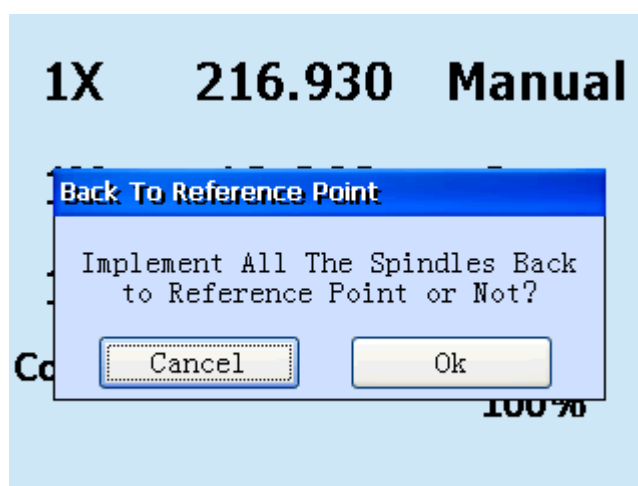 1X 216.930 Manual
Back To Reference Point
Implement All The Spindles Back
to Reference Point or Not?
Cancel Ok
100%